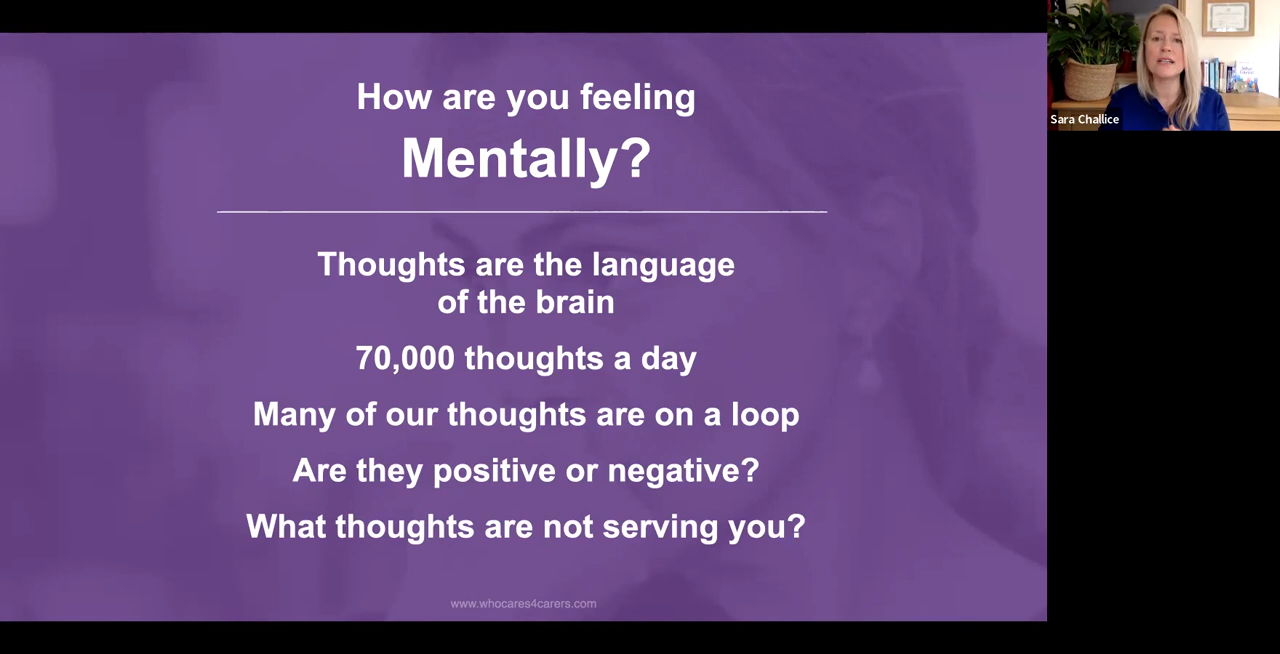 How are you feeling
Mentally?
Thoughts are the language
of the brain
70,000 thoughts a day
Many of our thoughts are on a loop
Are they positive or negative?
What thoughts are not serving you?
www.whocares4carers.com
Sara Challice